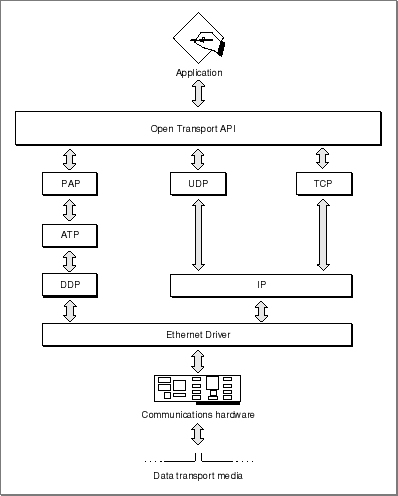 Application
Open Transport API
PAP
UDP
TCP
ATP
DDP
IP
Ethernet Driver
Communications hardware
Data transport media